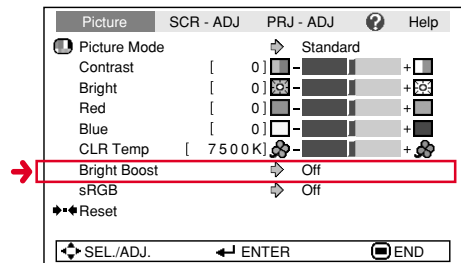 Picture SCR - ADJ PRJ - ADJ ? Help
Picture Mode Standard
Contrast [ 0 ] - +
Bright [ 0 ] - +
Red [ 0 ] - +
Blue [ 0 ] - +
CLR Temp [ 7500K] - +
Bright Boost Off
sRGB Off
Reset
SEL./ADJ. ENTER END